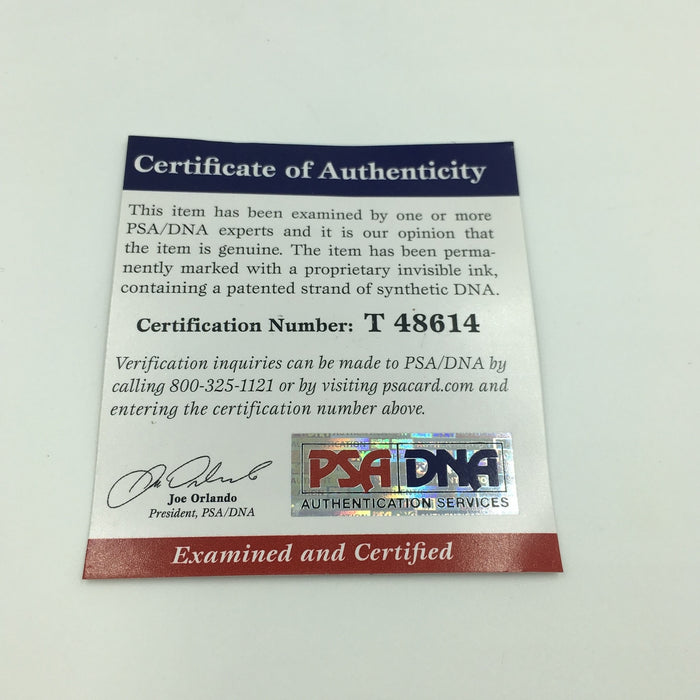 Certificate of Authenticity
This item has been examined by one or more
PSA/DNA experts and it is our opinion that
the item is genuine. The item has been perma-
nently marked with a proprietary invisible ink,
containing a patented strand of synthetic DNA.
Certification Number: T 48614
Verification inquiries can be made to PSA/DNA by
calling 800-325-1121 or by visiting psacard.com and
entering the certification number above.
Joe Orlando
President, PSA/DNA
PSA DNA
AUTHENTICATION SERVICES
Examined and Certified